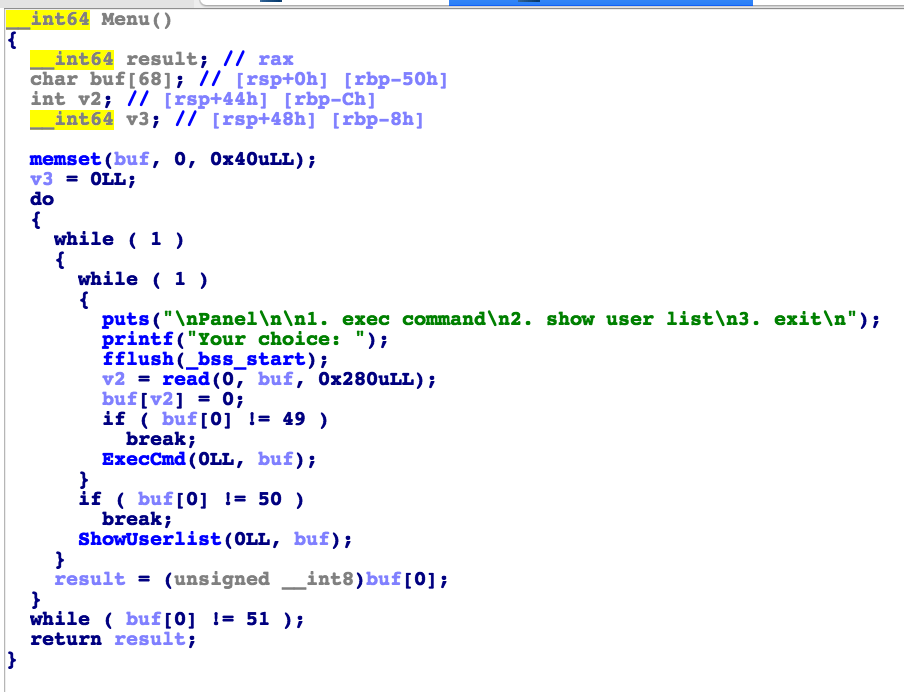 __int64 Menu()
{
  __int64 result; // rax
  char buf[68]; // [rsp+0h] [rbp-50h]
  int v2; // [rsp+44h] [rbp-Ch]
  __int64 v3; // [rsp+48h] [rbp-8h]

  memset(buf, 0, 0x40uLL);
  v3 = 0LL;
  do
  {
    while ( 1 )
    {
      while ( 1 )
      {
        puts("\nPanel\n\n1. exec command\n2. show user list\n3. exit\n");
        printf("Your choice: ");
        fflush(_bss_start);
        v2 = read(0, buf, 0x280uLL);
        buf[v2] = 0;
        if ( buf[0] != 49 )
          break;
        ExecCmd(0LL, buf);
      }
      if ( buf[0] != 50 )
        break;
      ShowUserlist(0LL, buf);
    }
    result = (unsigned __int8)buf[0];
  }
  while ( buf[0] != 51 );
  return result;
}